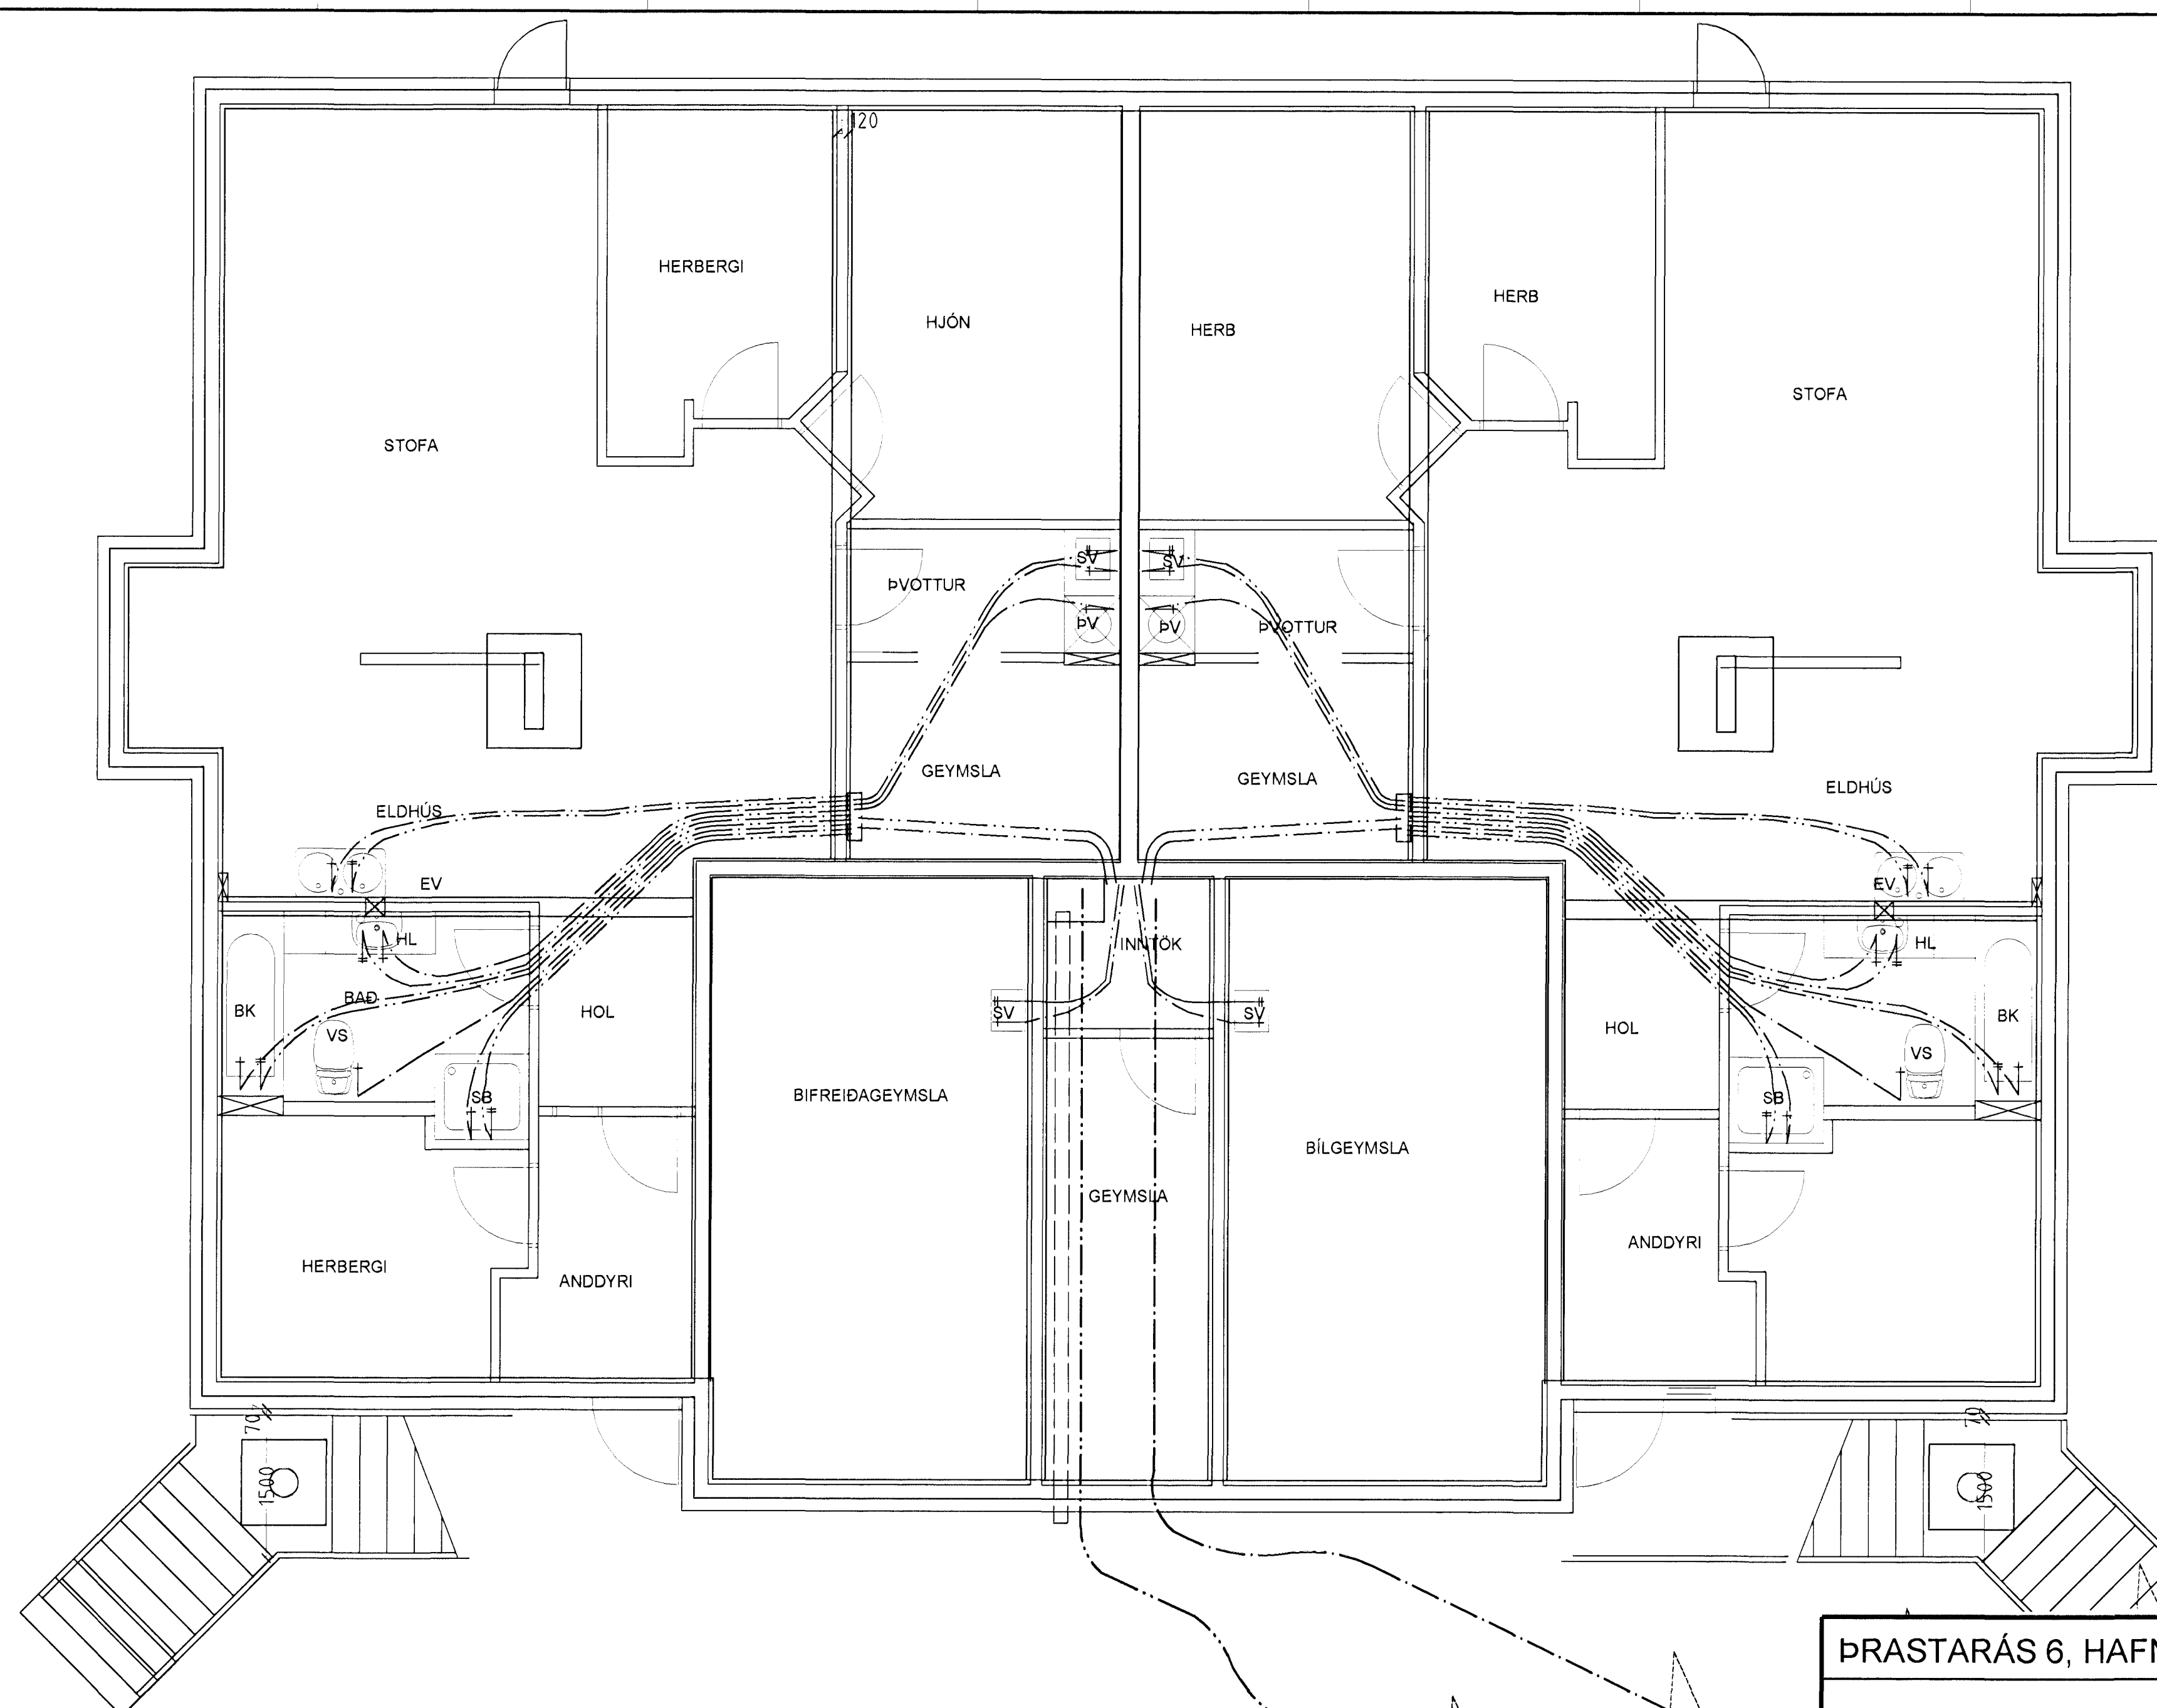 120
HERBERGI
HERB
HJÓN
HERB
STOFA
STOFA
SV
SV
ÞVOTTUR
ÞV
ÞV
ÞVOTTUR
GEYMSLA
GEYMSLA
ELDHÚS
ELDHÚS
EV
EV
HL
INNTÖK
HL
BAÐ
BK
HOL
SV
SV
HOL
BK
VS
VS
SB
BIFREIÐAGEYMSLA
SB
BÍLGEYMSLA
GEYMSLA
ANDDYRI
HERBERGI
ANDDYRI
70
70
1500
1500
ÞRASTARÁS 6, HAFN